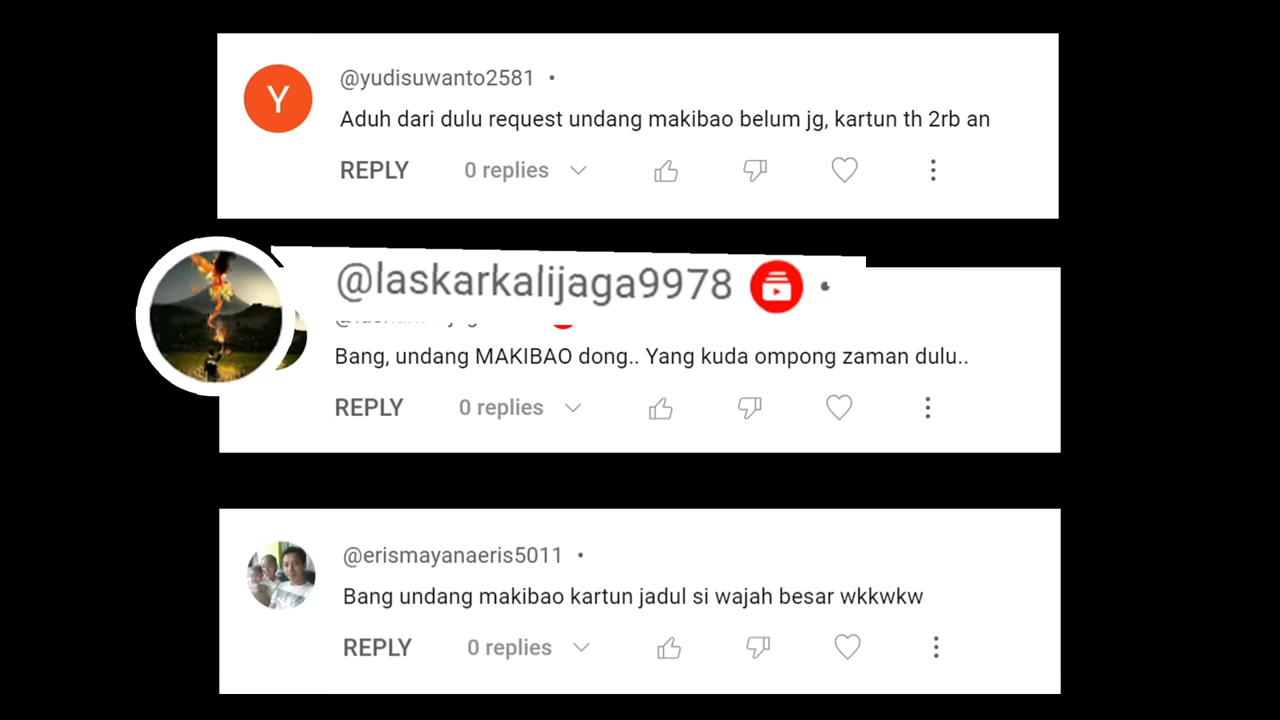 Y
@yudisuwanto2581 •
Aduh dari dulu request undang makibao belum jg, kartun th 2rb an
REPLY 0 replies
@laskarkalijaga9978 •
Bang, undang MAKIBAO dong.. Yang kuda ompong zaman dulu..
REPLY 0 replies
@erismayanaeris5011 •
Bang undang makibao kartun jadul si wajah besar wkkwkw
REPLY 0 replies